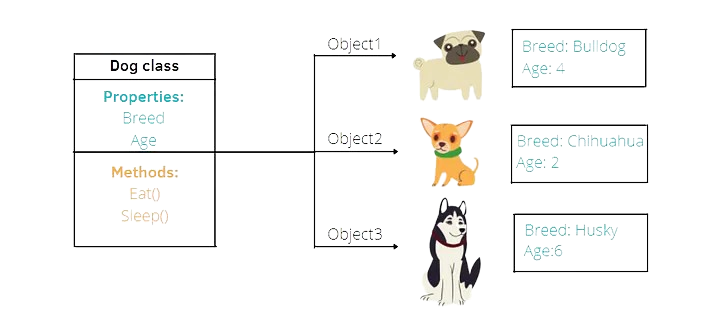 Dog class
Properties:
Breed
Age
Methods:
Eat()
Sleep()
Object1
Breed: Bulldog
Age: 4
Object2
Breed: Chihuahua
Age: 2
Object3
Breed: Husky
Age:6